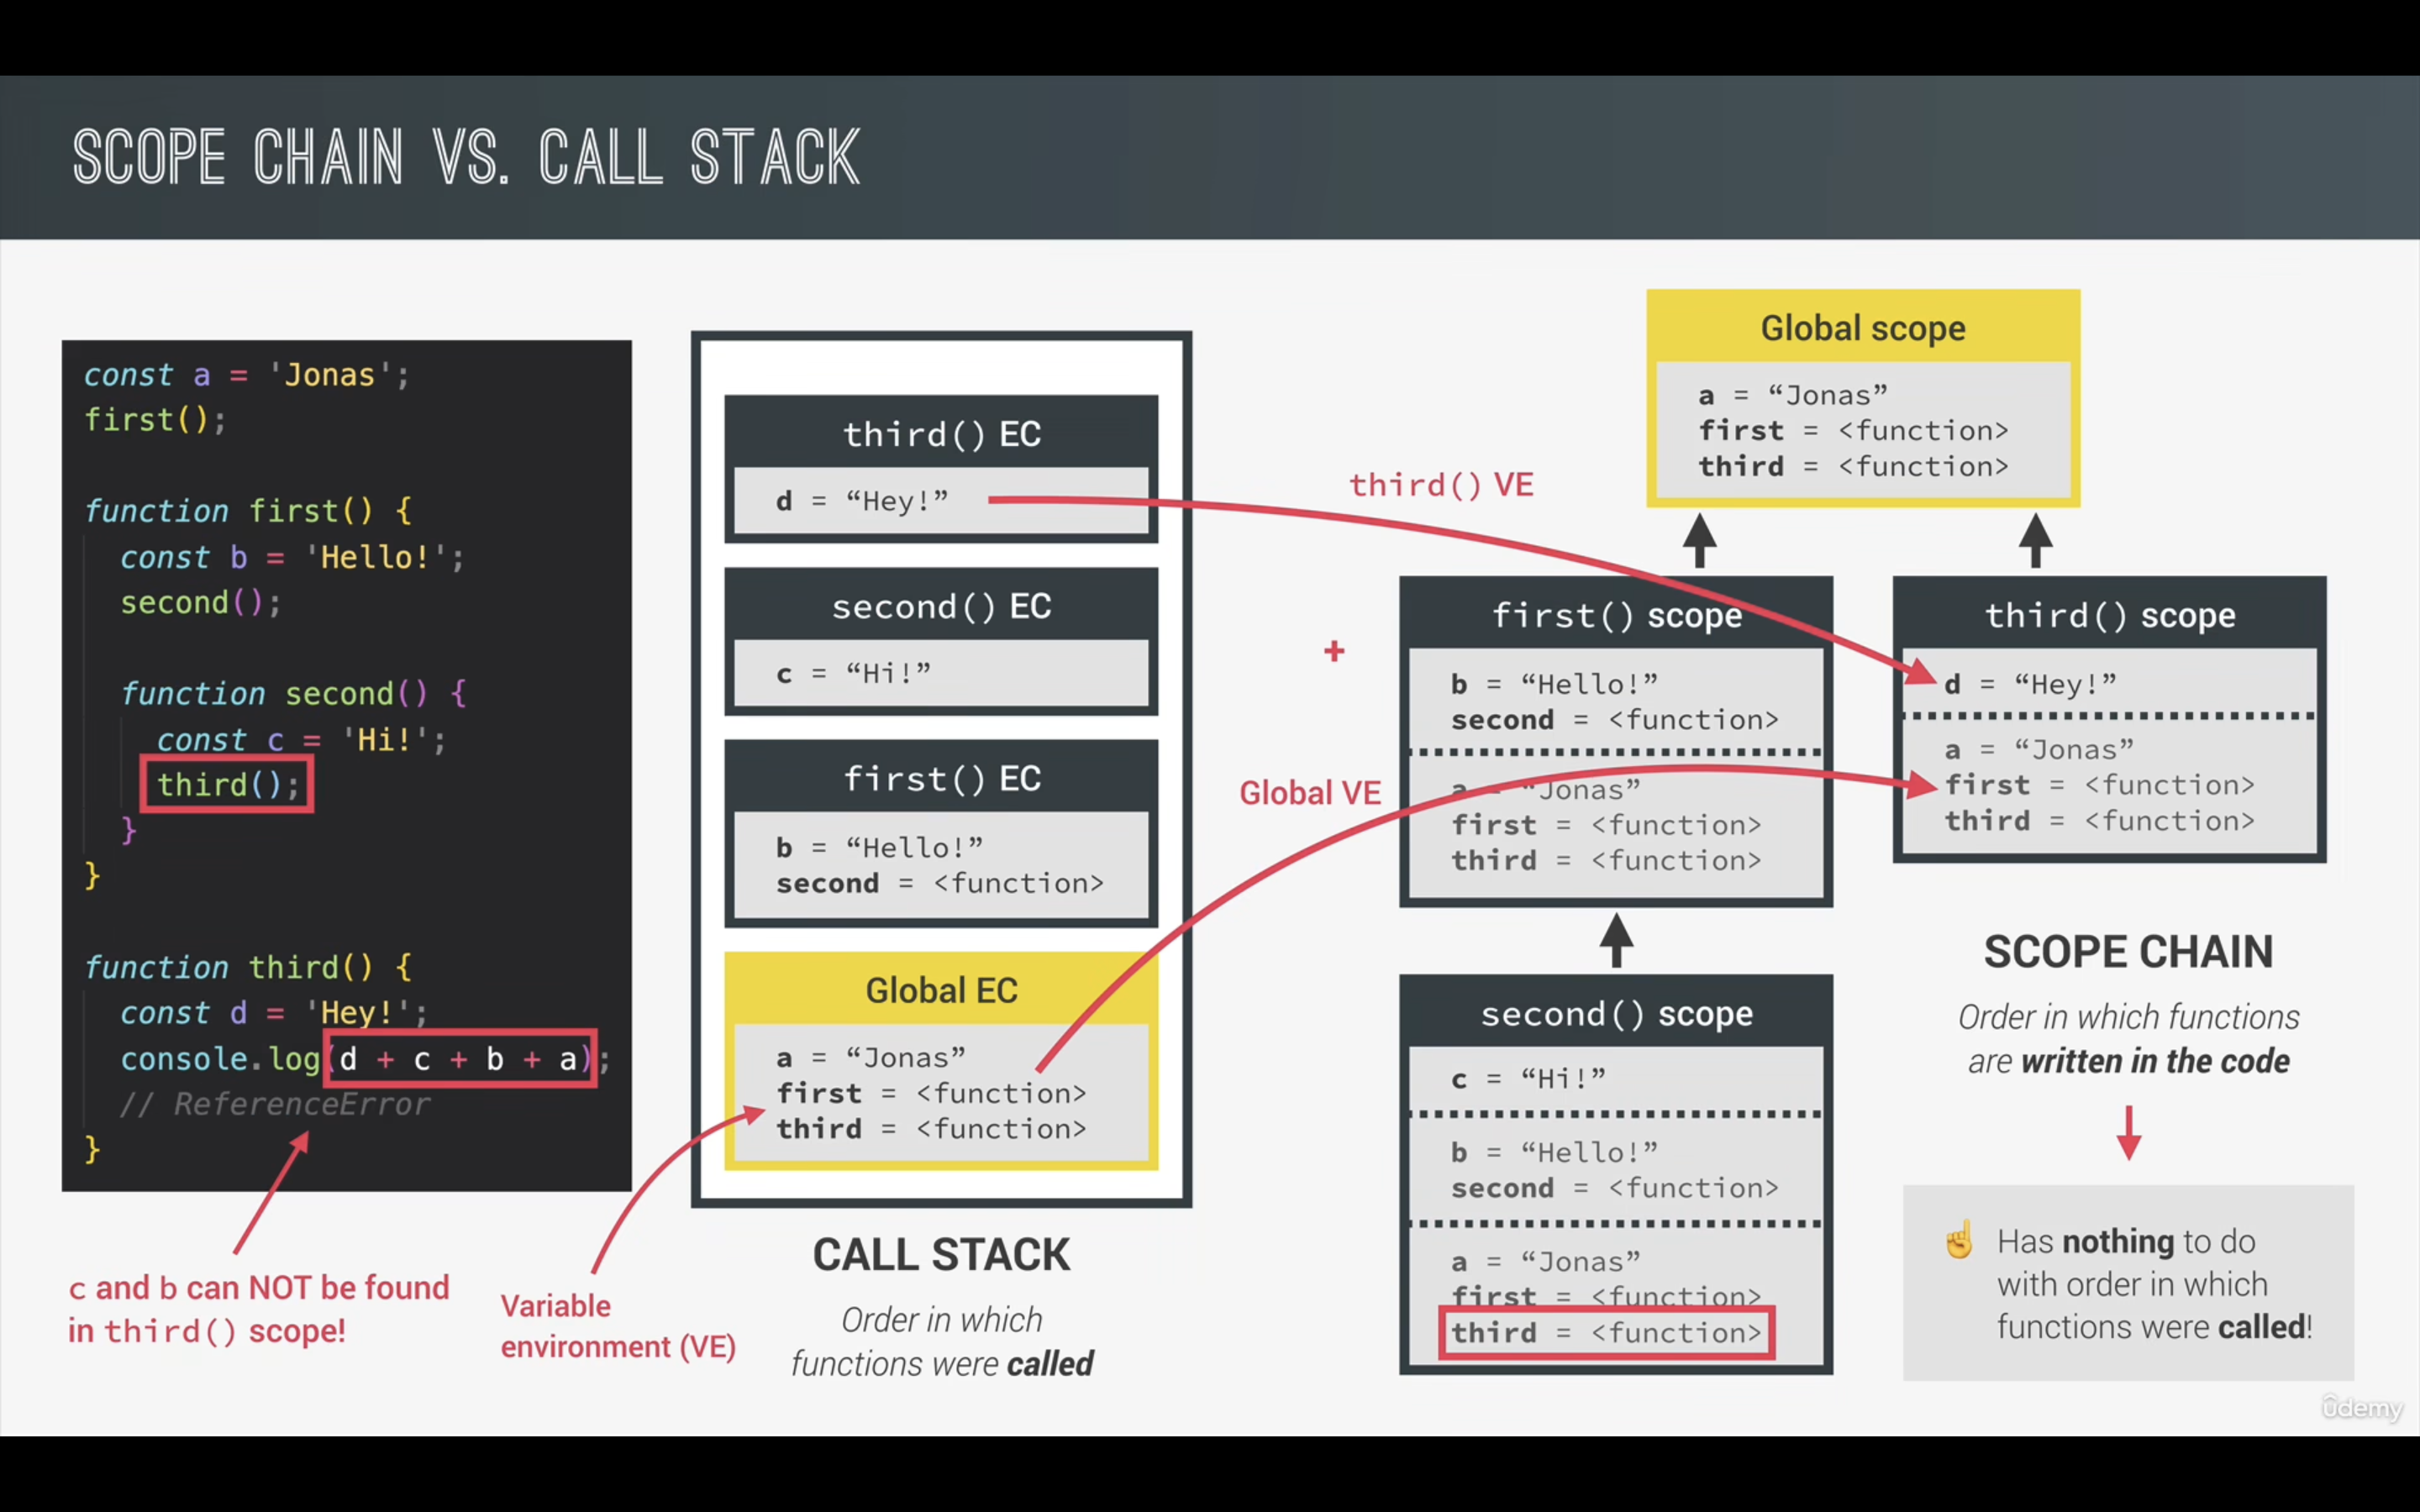 SCOPE CHAIN VS. CALL STACK
const a = 'Jonas';
first();
function first() {
const b = 'Hello!';
second();
function second() {
const c = 'Hi!';
third();
}
}
function third() {
const d = 'Hey!';
console.log(d + c + b + a);
// ReferenceError
}
c and b can NOT be found
in third() scope!
Variable
environment (VE)
third() EC
d = “Hey!”
second() EC
c = “Hi!”
first() EC
b = “Hello!”
second = <function>
Global EC
a = “Jonas”
first = <function>
third = <function>
CALL STACK
Order in which
functions were called
third() VE
+
Global VE
Global scope
a = “Jonas”
first = <function>
third = <function>
first() scope
b = “Hello!”
second = <function>
a = “Jonas”
first = <function>
third = <function>
second() scope
c = “Hi!”
b = “Hello!”
second = <function>
a = “Jonas”
first = <function>
third = <function>
third() scope
d = “Hey!”
a = “Jonas”
first = <function>
third = <function>
SCOPE CHAIN
Order in which functions
are written in the code
☝️ Has nothing to do
with order in which
functions were called!
udemy